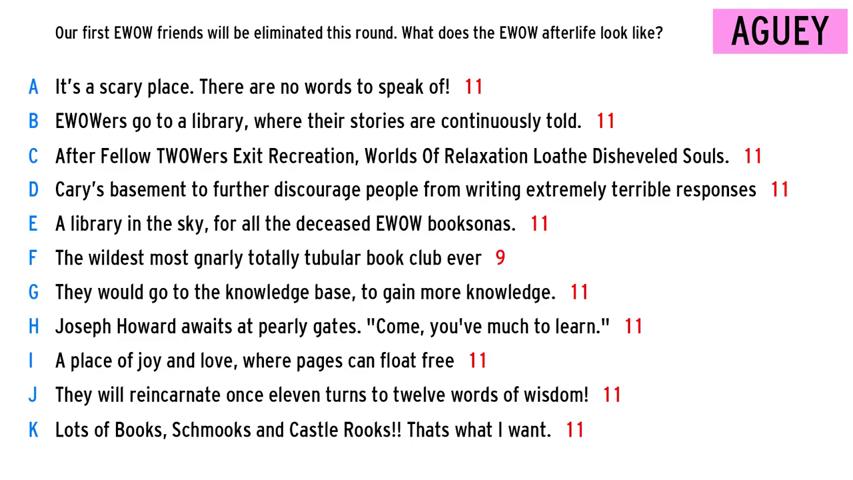 Our first EWOW friends will be eliminated this round. What does the EWOW afterlife look like?
AGUEY
A It's a scary place. There are no words to speak of! 11
B EWOWers go to a library, where their stories are continuously told. 11
C After Fellow TWOWers Exit Recreation, Worlds Of Relaxation Loathe Disheveled Souls. 11
D Cary's basement to further discourage people from writing extremely terrible responses 11
E A library in the sky, for all the deceased EWOW booksonas. 11
F The wildest most gnarly totally tubular book club ever 9
G They would go to the knowledge base, to gain more knowledge. 11
H Joseph Howard awaits at pearly gates. "Come, you've much to learn." 11
I A place of joy and love, where pages can float free 11
J They will reincarnate once eleven turns to twelve words of wisdom! 11
K Lots of Books, Schmooks and Castle Rooks!! Thats what I want. 11